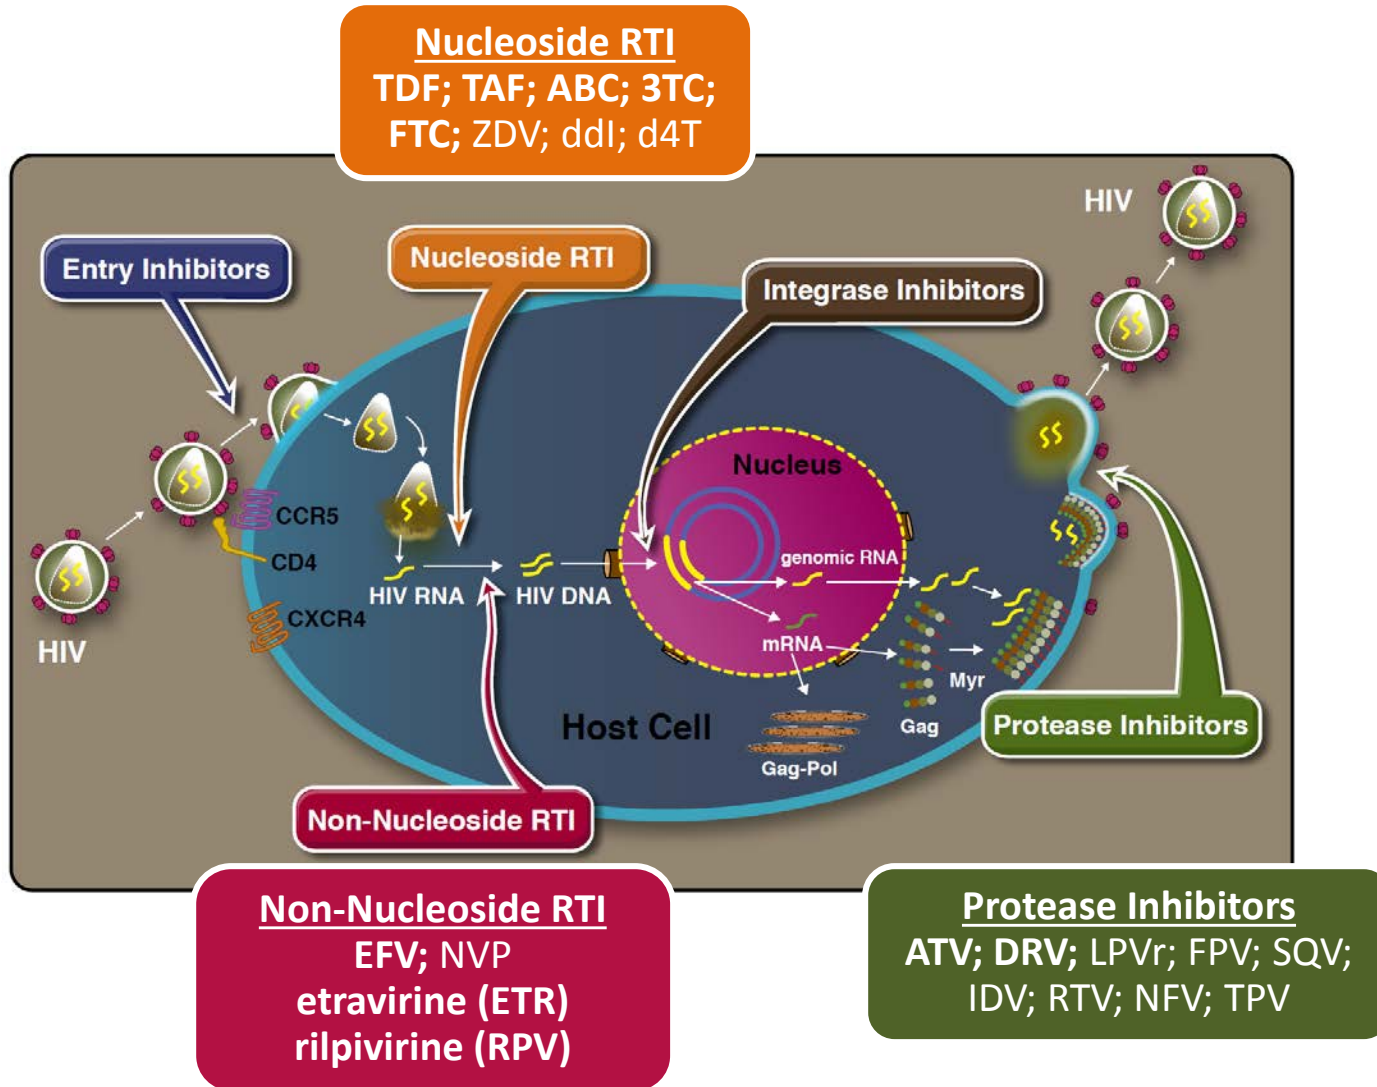 Nucleoside RTI
TDF; TAF; ABC; 3TC;
FTC; ZDV; ddI; d4T
HIV
Entry Inhibitors
Nucleoside RTI
Integrase Inhibitors
Nucleus
CCR5
CD4
CXCR4
HIV
HIV RNA
HIV DNA
genomic RNA
mRNA
Myr
Gag
Gag-Pol
Host Cell
Protease Inhibitors
Non-Nucleoside RTI
Non-Nucleoside RTI
EFV; NVP
etravirine (ETR)
rilpivirine (RPV)
Protease Inhibitors
ATV; DRV; LPVr; FPV; SQV;
IDV; RTV; NFV; TPV